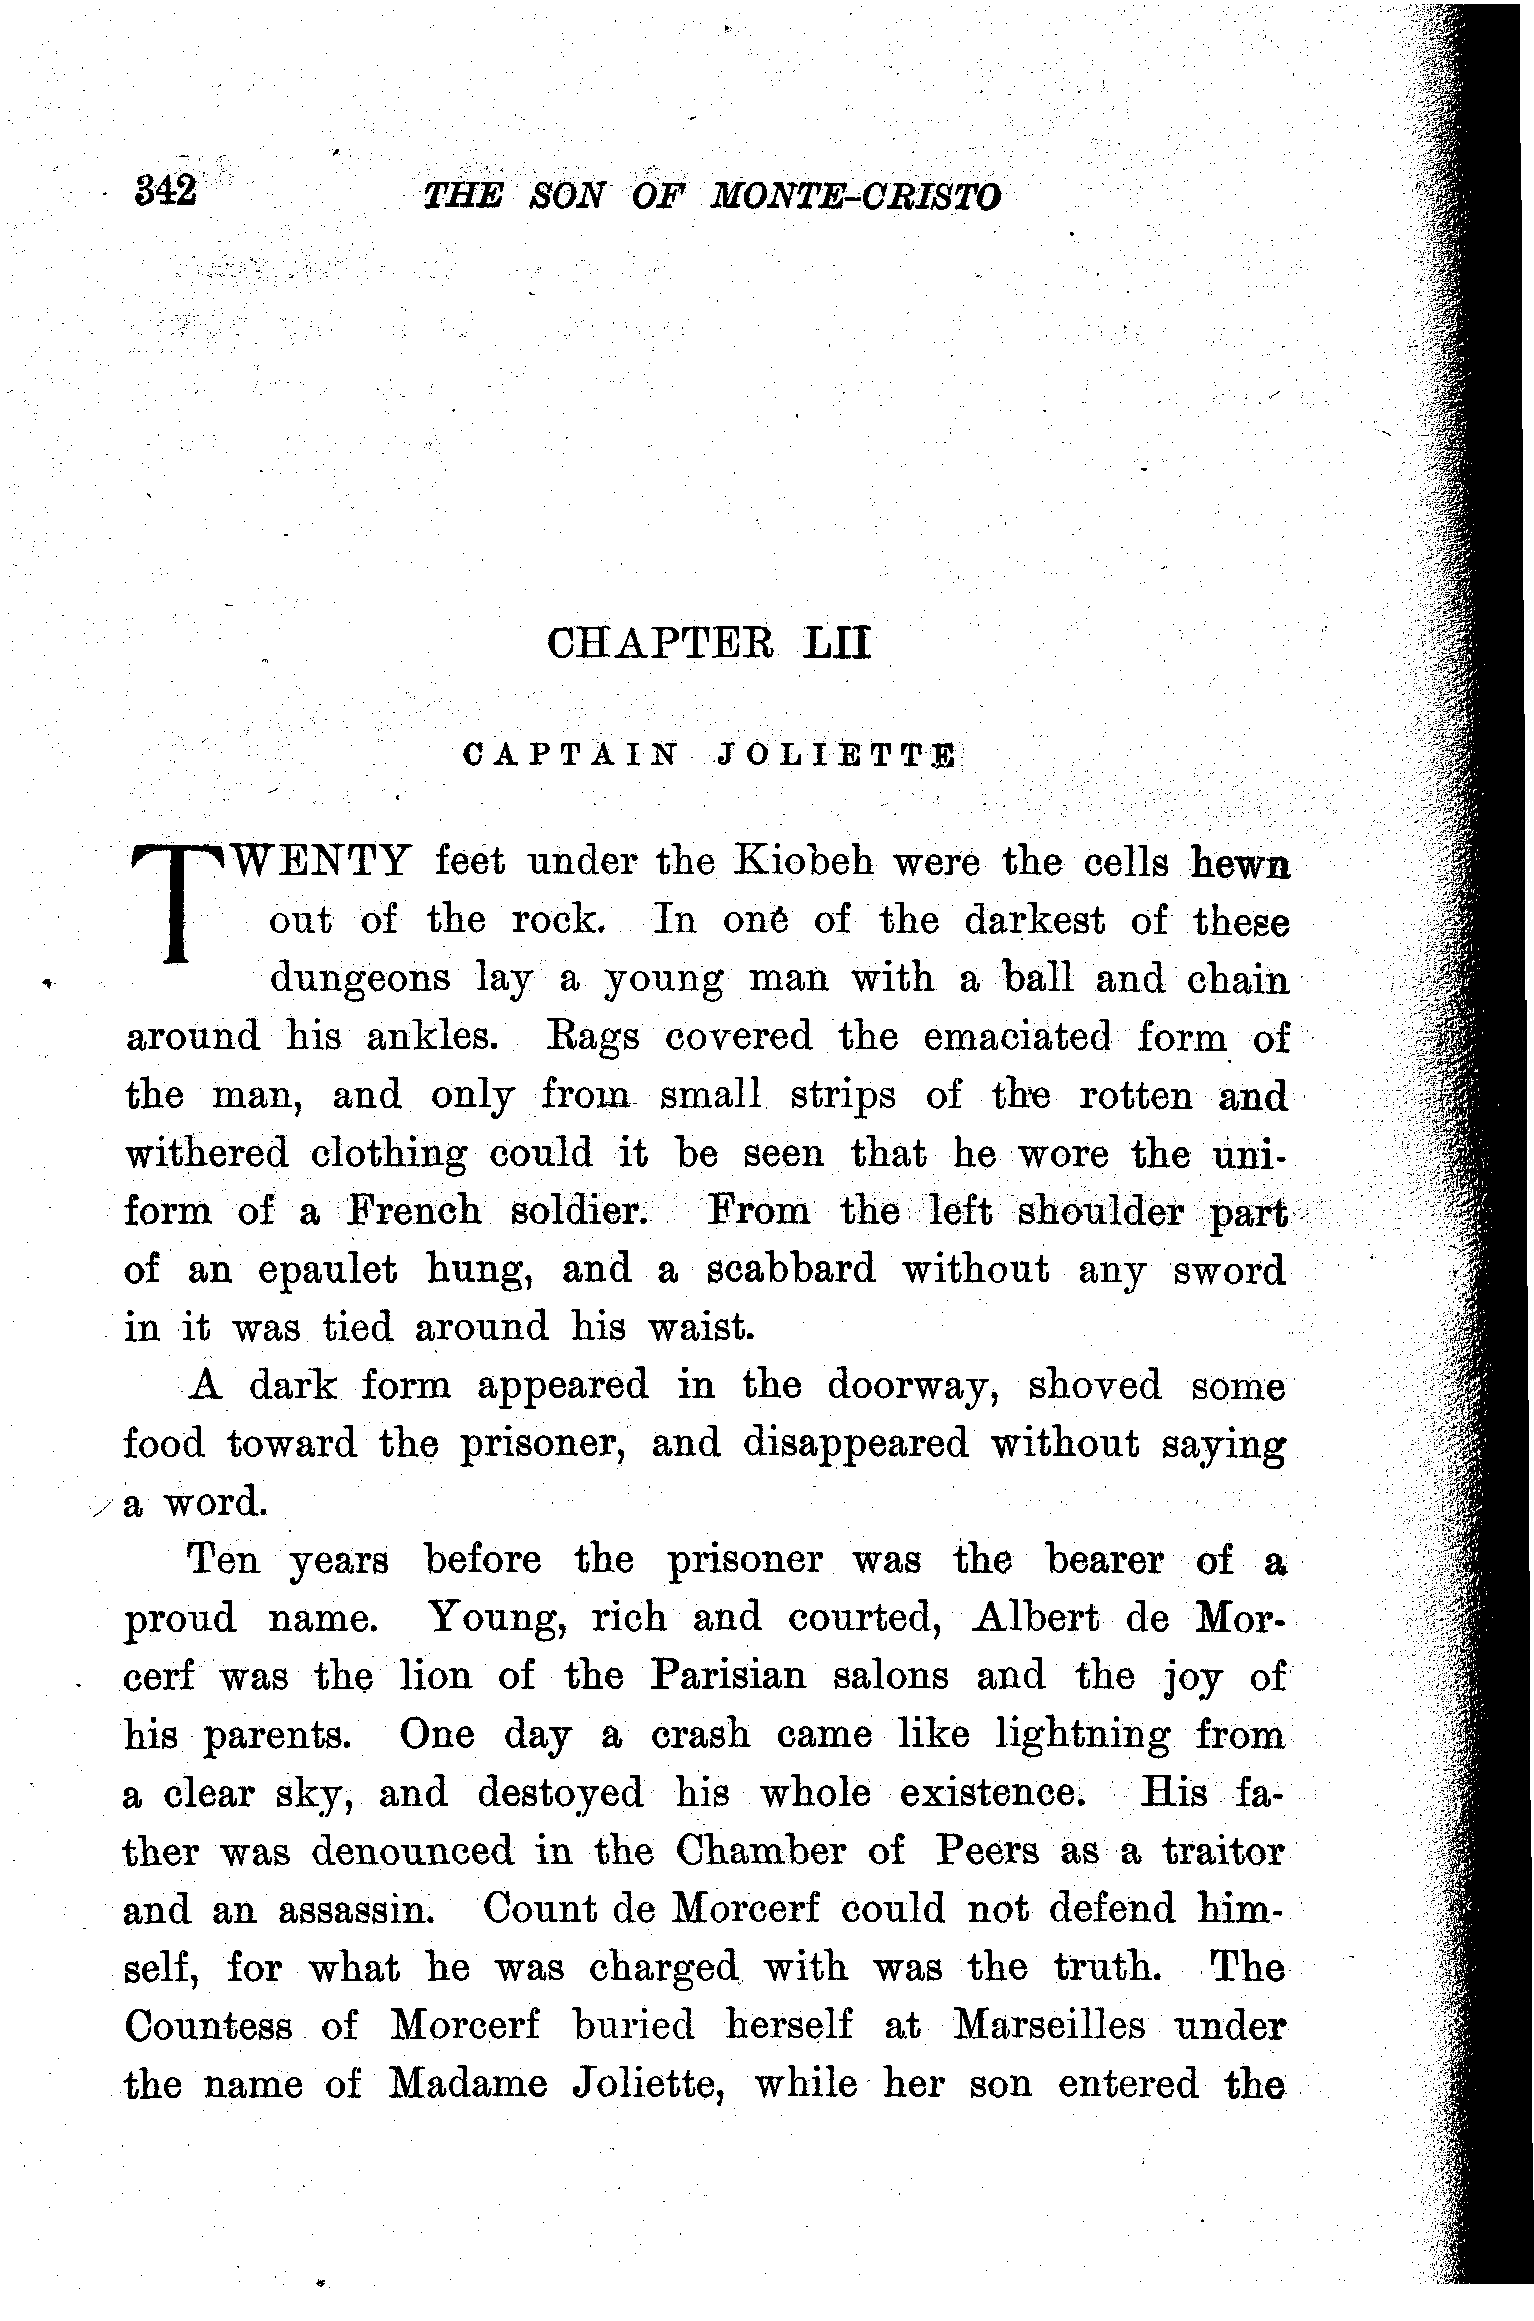 342 THE SON OF MONTE-CRISTO
CHAPTER LII
CAPTAIN JOLIETTE
TWENTY feet under the Kiobeh were the cells hewn
out of the rock. In one of the darkest of these
dungeons lay a young man with a ball and chain
around his ankles. Rags covered the emaciated form of
the man, and only from small strips of the rotten and
withered clothing could it be seen that he wore the uni-
form of a French soldier. From the left shoulder part
of an epaulet hung, and a scabbard without any sword
in it was tied around his waist.
A dark form appeared in the doorway, shoved some
food toward the prisoner, and disappeared without saying
a word.
Ten years before the prisoner was the bearer of a
proud name. Young, rich and courted, Albert de Mor-
cerf was the lion of the Parisian salons and the joy of
his parents. One day a crash came like lightning from
a clear sky, and destoyed his whole existence. His fa-
ther was denounced in the Chamber of Peers as a traitor
and an assassin. Count de Morcerf could not defend him-
self, for what he was charged with was the truth. The
Countess of Morcerf buried herself at Marseilles under
the name of Madame Joliette, while her son entered the